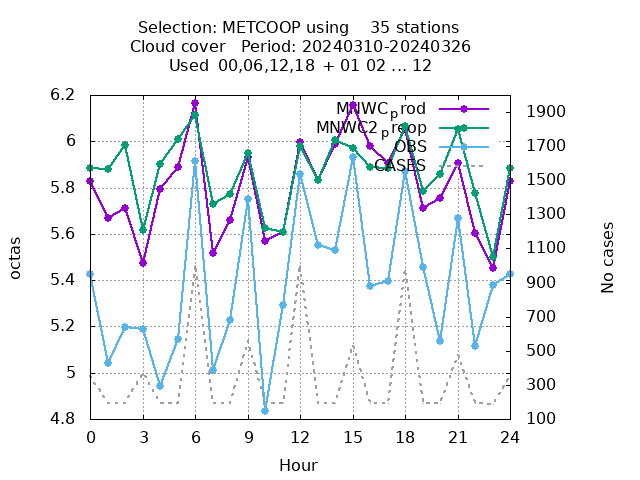 Selection: METCOOP using 35 stations
Cloud cover Period: 20240310-20240326
Used 00,06,12,18 + 01 02 ... 12
MNWC_prod
MNWC2_preop
OBS
CASES
octas
6.2
6
5.8
5.6
5.4
5.2
5
4.8
1900
1700
1500
1300
1100
900
700
500
300
100
No cases
0 3 6 9 12 15 18 21 24
Hour